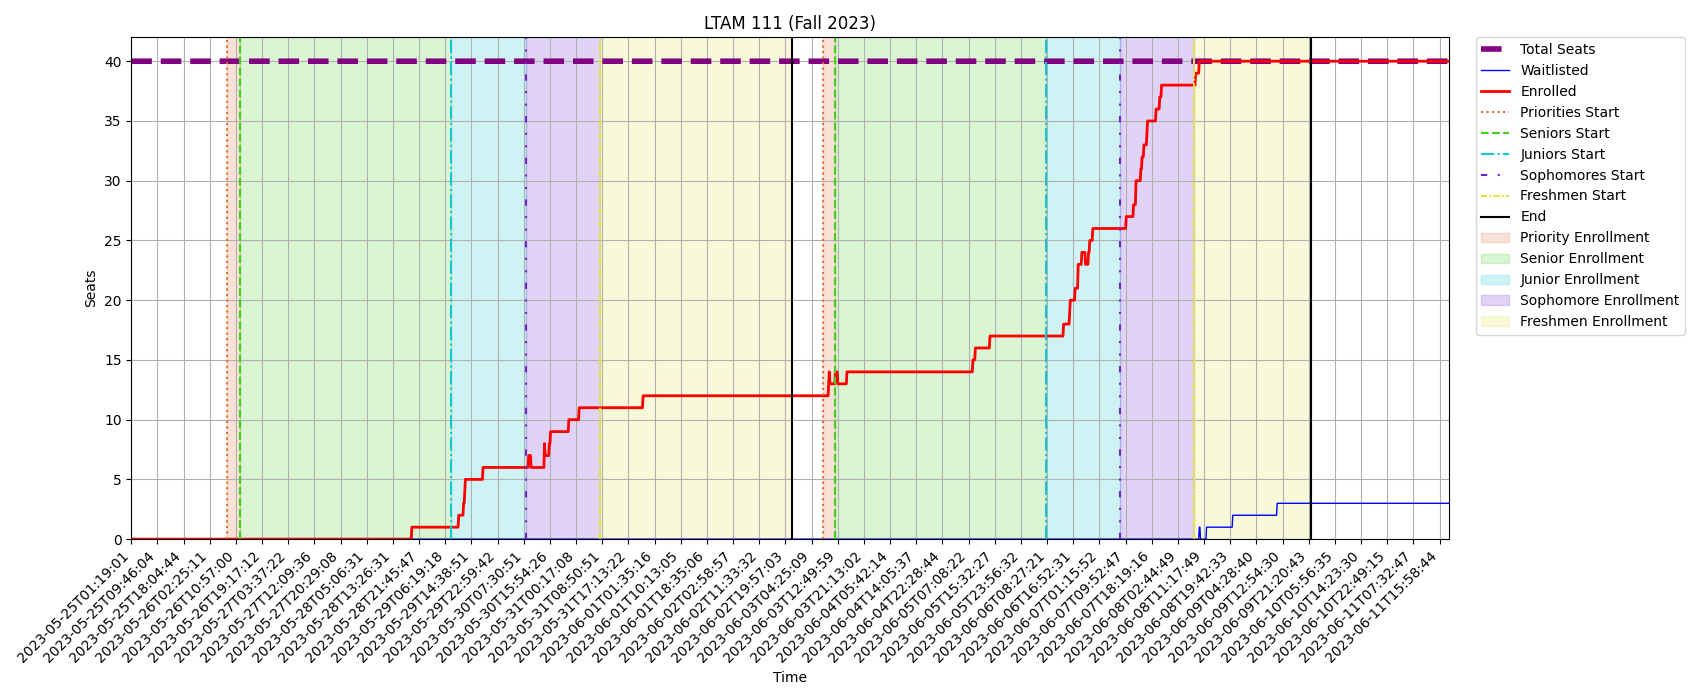 LTAM 111 (Fall 2023)
Seats
40
35
30
25
20
15
10
5
0
2023-05-25T01:19:01
2023-05-25T09:46:04
2023-05-25T18:04:44
2023-05-26T02:25:11
2023-05-26T10:57:00
2023-05-26T19:17:12
2023-05-27T03:37:22
2023-05-27T12:09:36
2023-05-27T20:29:08
2023-05-28T05:06:31
2023-05-28T13:26:31
2023-05-28T21:45:47
2023-05-29T06:19:18
2023-05-29T14:38:51
2023-05-29T22:59:42
2023-05-30T07:30:51
2023-05-30T15:54:26
2023-05-31T00:17:08
2023-05-31T08:50:51
2023-05-31T17:13:22
2023-06-01T01:35:16
2023-06-01T10:13:05
2023-06-01T18:35:06
2023-06-02T02:58:57
2023-06-02T11:33:32
2023-06-02T19:57:03
2023-06-03T04:25:09
2023-06-03T12:49:59
2023-06-03T21:13:02
2023-06-04T05:42:14
2023-06-04T14:05:37
2023-06-04T22:28:44
2023-06-05T07:08:22
2023-06-05T15:32:27
2023-06-05T23:56:32
2023-06-06T08:27:21
2023-06-06T16:52:31
2023-06-07T01:15:52
2023-06-07T09:52:47
2023-06-07T18:19:16
2023-06-08T02:44:49
2023-06-08T11:17:49
2023-06-08T19:42:33
2023-06-09T04:28:40
2023-06-09T12:54:30
2023-06-09T21:20:43
2023-06-10T05:56:35
2023-06-10T14:23:30
2023-06-10T22:49:15
2023-06-11T07:32:47
2023-06-11T15:58:44
Time
Total Seats
Waitlisted
Enrolled
Priorities Start
Seniors Start
Juniors Start
Sophomores Start
Freshmen Start
End
Priority Enrollment
Senior Enrollment
Junior Enrollment
Sophomore Enrollment
Freshmen Enrollment